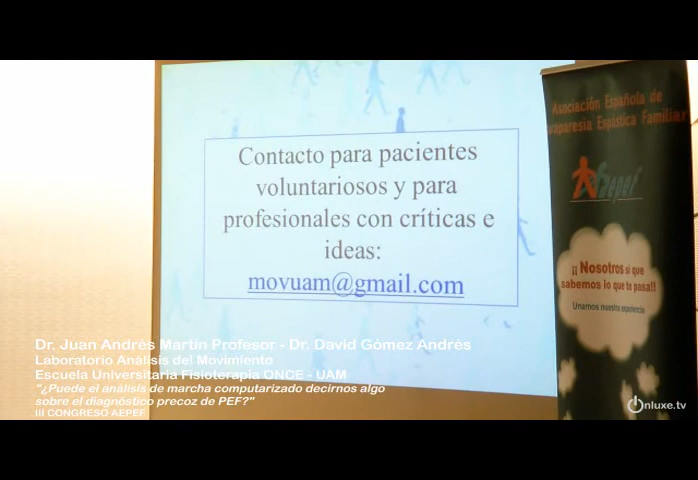 Contacto para pacientes
voluntariosos y para
profesionales con críticas e
ideas:
movuam@gmail.com
Asociación Española de
araparesia Espástica Familiar
Aepef
¡¡ Nosotros si que
sabemos lo que te pasa!!
Unamos nuestra experiencia
Dr. Juan Andrés Martín Profesor - Dr. David Gómez Andrés
Laboratorio Análisis del Movimiento
Escuela Universitaria Fisioterapia ONCE - UAM
"¿Puede el análisis de marcha computarizado decirnos algo
sobre el diagnóstico precoz de PEF?"
III CONGRESO AEPEF
Onluxe.tv